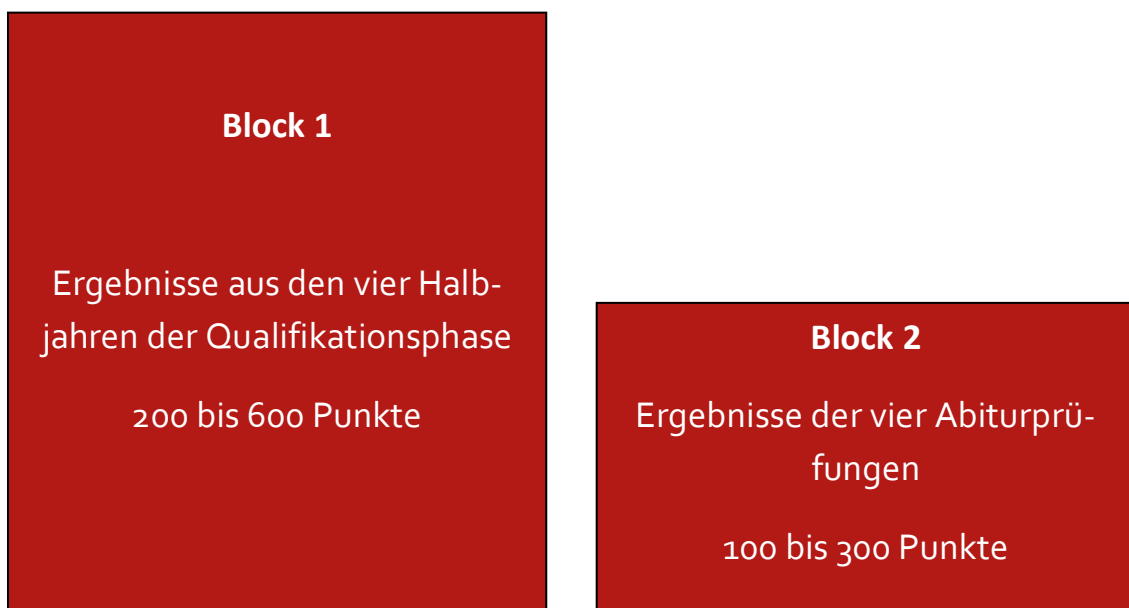 Block 1
Ergebnisse aus den vier Halb-
jahren der Qualifikationsphase
200 bis 600 Punkte
Block 2
Ergebnisse der vier Abiturprü-
fungen
100 bis 300 Punkte